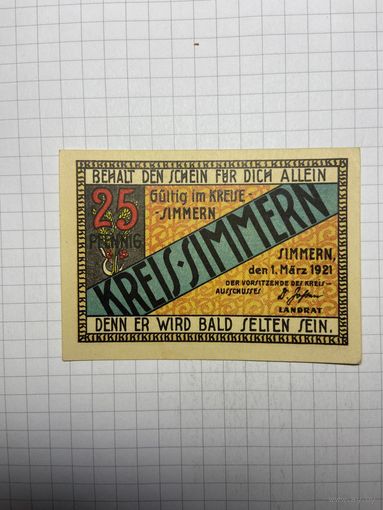 BEHALT DEN SCHEIN FÜR DICH ALLEIN
25
PFENNIG
Gültig im KREISE-
-SIMMERN
KREIS-SIMMERN
SIMMERN,
den 1. März 1921
DER VORSITZENDE DES KREIS-
AUSSCHUSSES
LANDRAT
DENN ER WIRD BALD SELTEN SEIN.